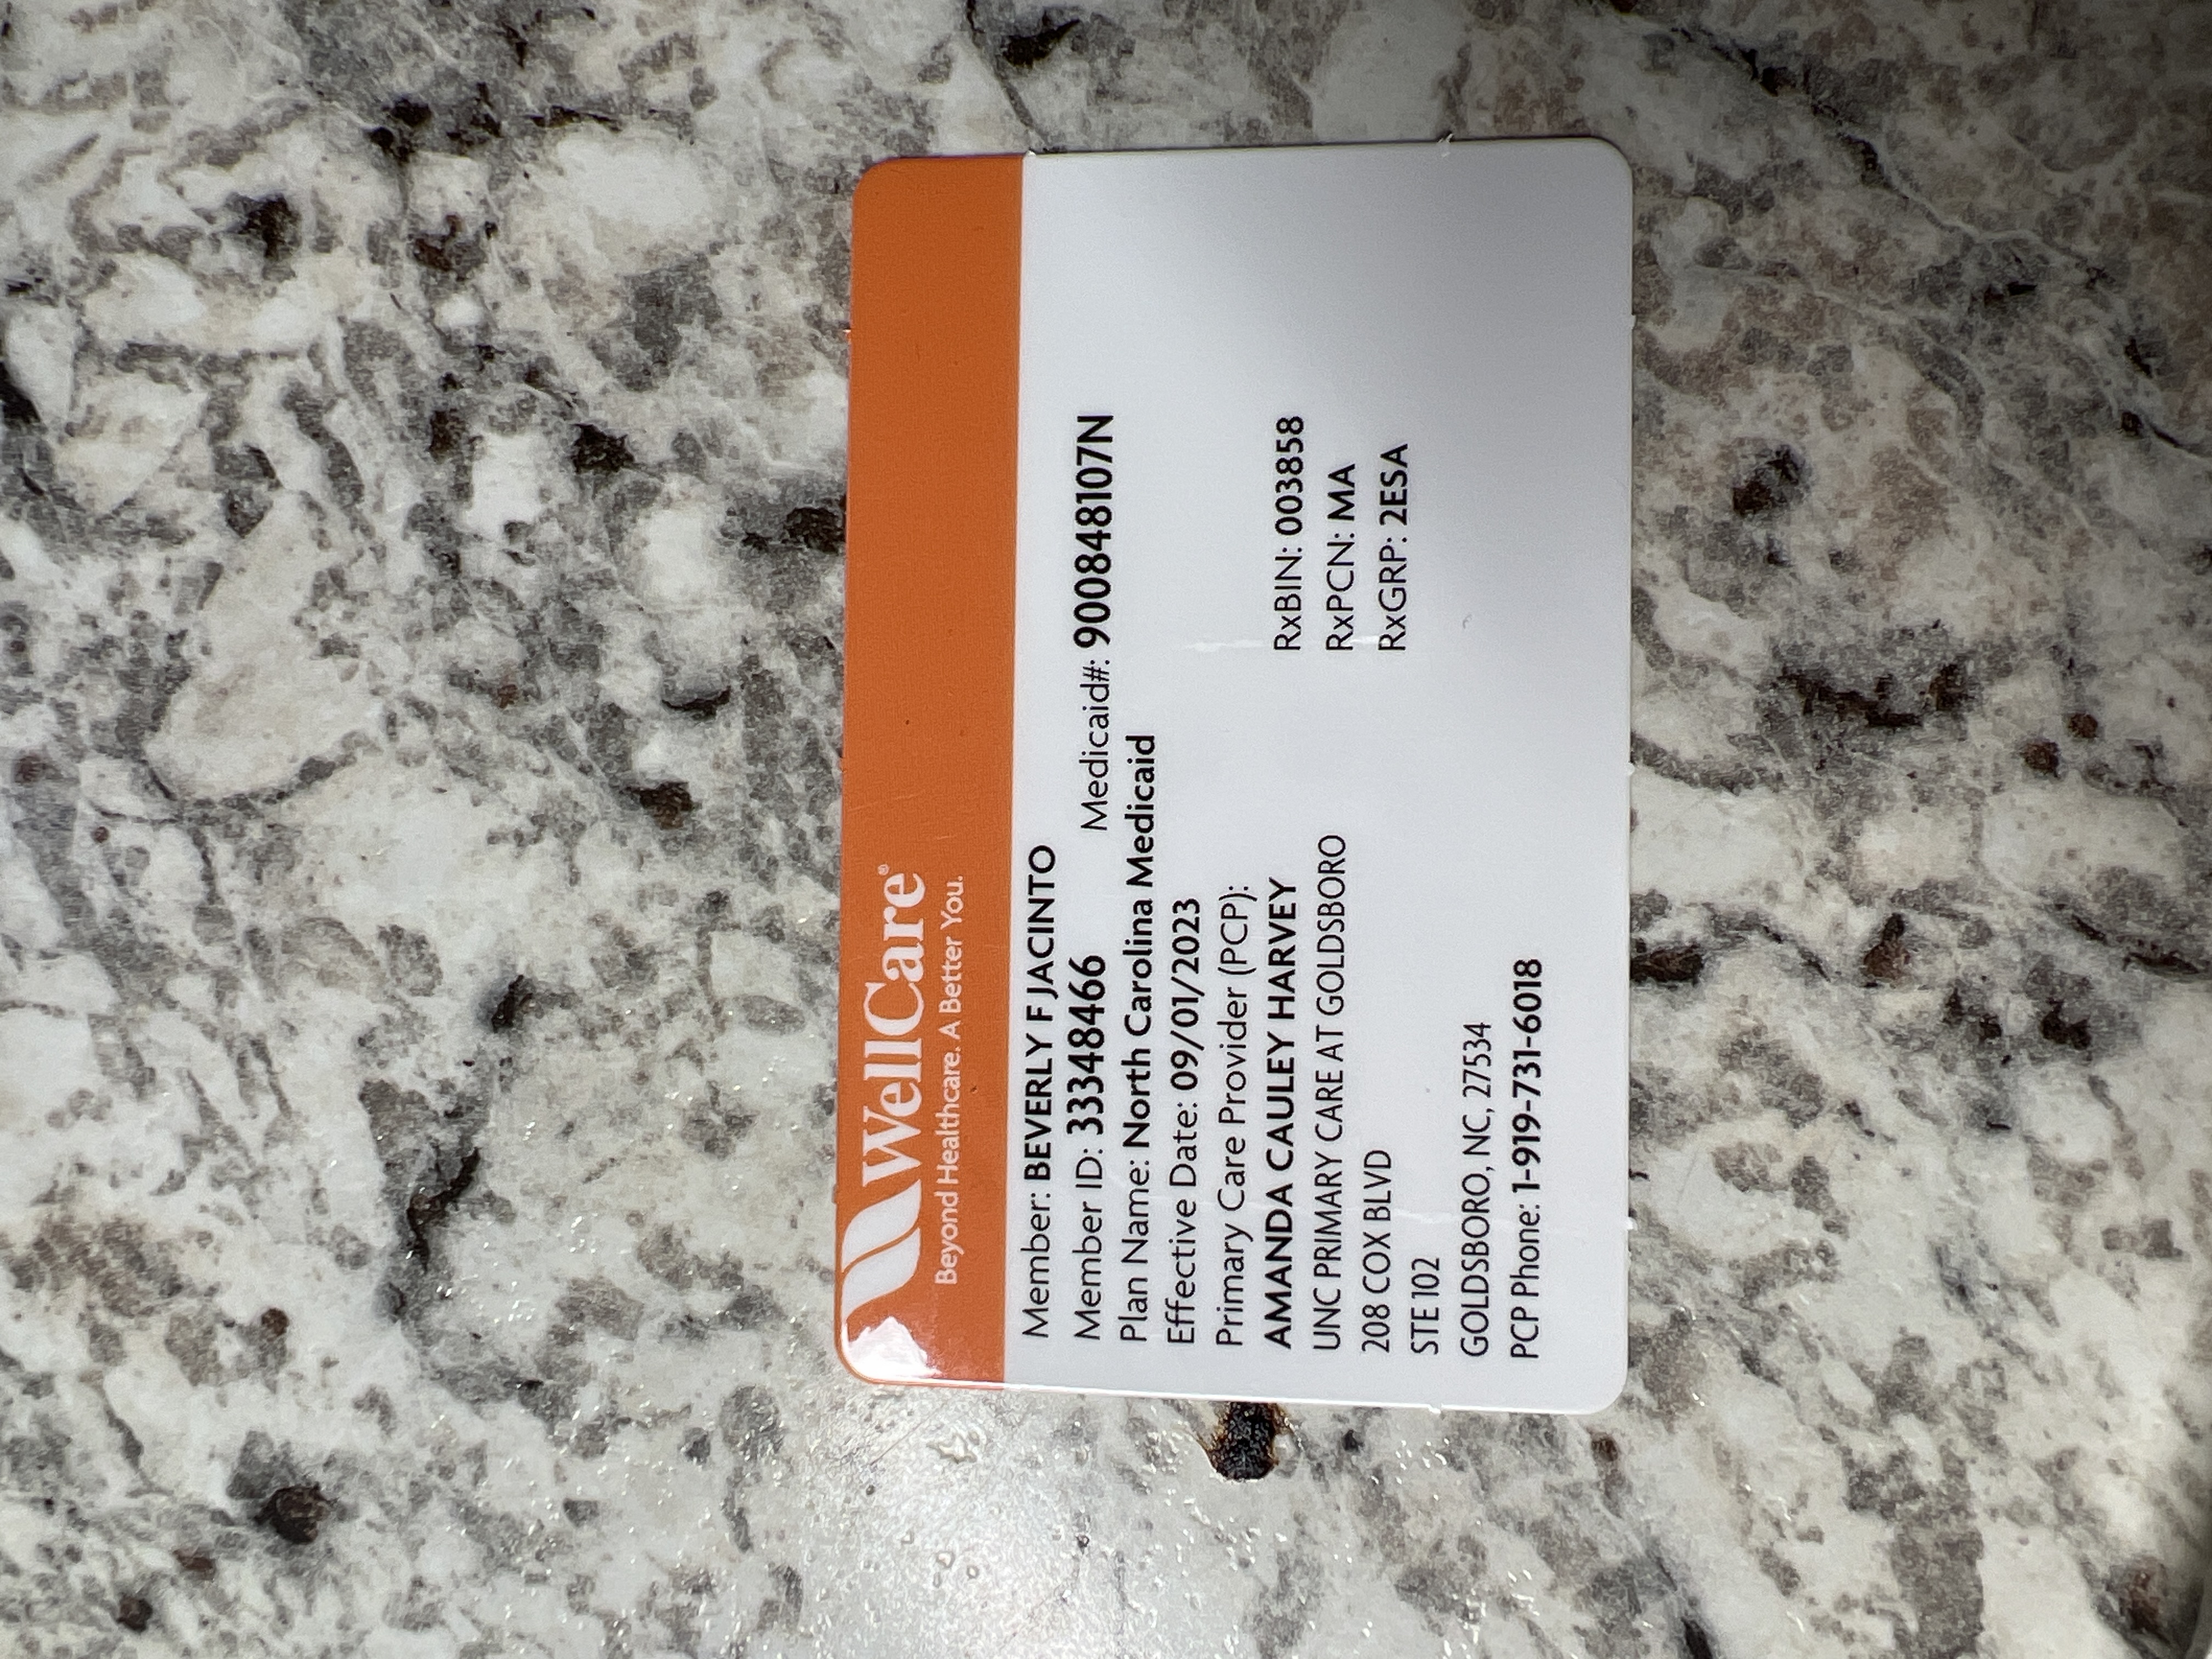 WellCare®
Beyond Healthcare. A Better You.
Member: BEVERLY F JACINTO
Member ID: 33348466 Medicaid#: 900848107N
Plan Name: North Carolina Medicaid
Effective Date: 09/01/2023
Primary Care Provider (PCP):
AMANDA CAULEY HARVEY
UNC PRIMARY CARE AT GOLDSBORO
208 COX BLVD
STE 102
GOLDSBORO, NC, 27534
PCP Phone: 1-919-731-6018
RxBIN: 003858
RxPCN: MA
RxGRP: 2ESA